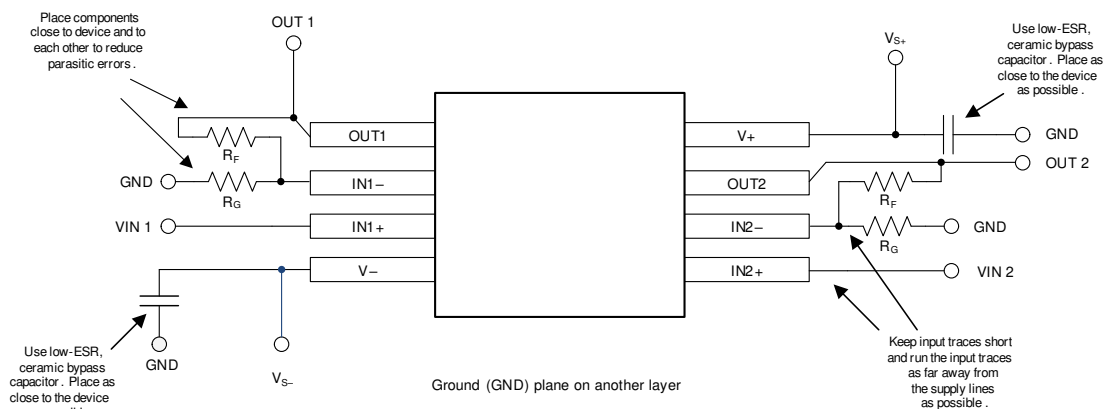 Place components
close to device and to
each other to reduce
parasitic errors .
OUT 1
VS+
Use low-ESR,
ceramic bypass
capacitor . Place as
close to the device
as possible .
OUT1
V+
GND
RF
OUT 2
GND
IN1−
OUT2
RF
RG
VIN 1
IN1+
IN2−
GND
RG
V−
IN2+
VIN 2
Use low-ESR,
ceramic bypass
capacitor . Place as
close to the device
GND
VS−
Ground (GND) plane on another layer
Keep input traces short
and run the input traces
as far away from
the supply lines
as possible .